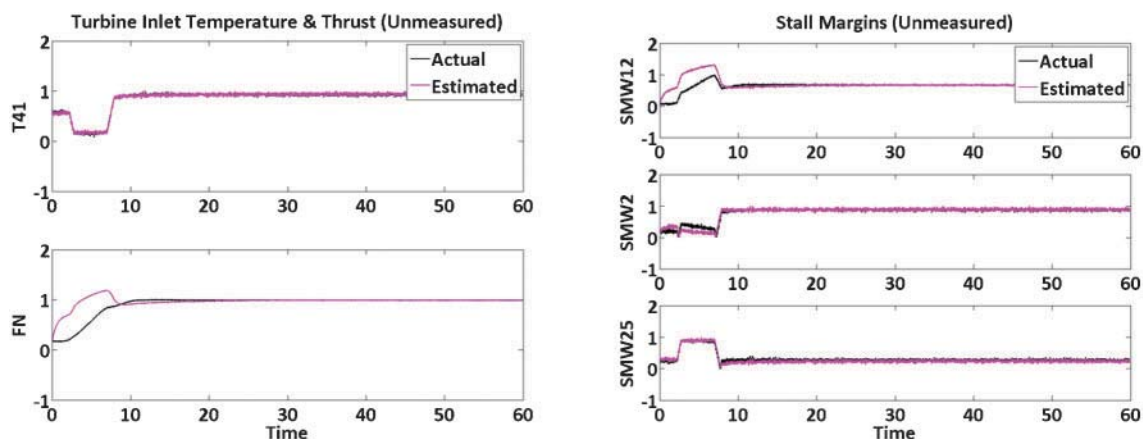 Turbine Inlet Temperature & Thrust (Unmeasured)
2
1
0
-1
T41
Actual
Estimated
0 10 20 30 40 50 60
2
1
0
-1
FN
0 10 20 30 40 50 60
Time
Stall Margins (Unmeasured)
2
1
0
-1
SMW12
Actual
Estimated
0 10 20 30 40 50 60
2
1
0
-1
SMW2
0 10 20 30 40 50 60
2
1
0
-1
SMW25
0 10 20 30 40 50 60
Time